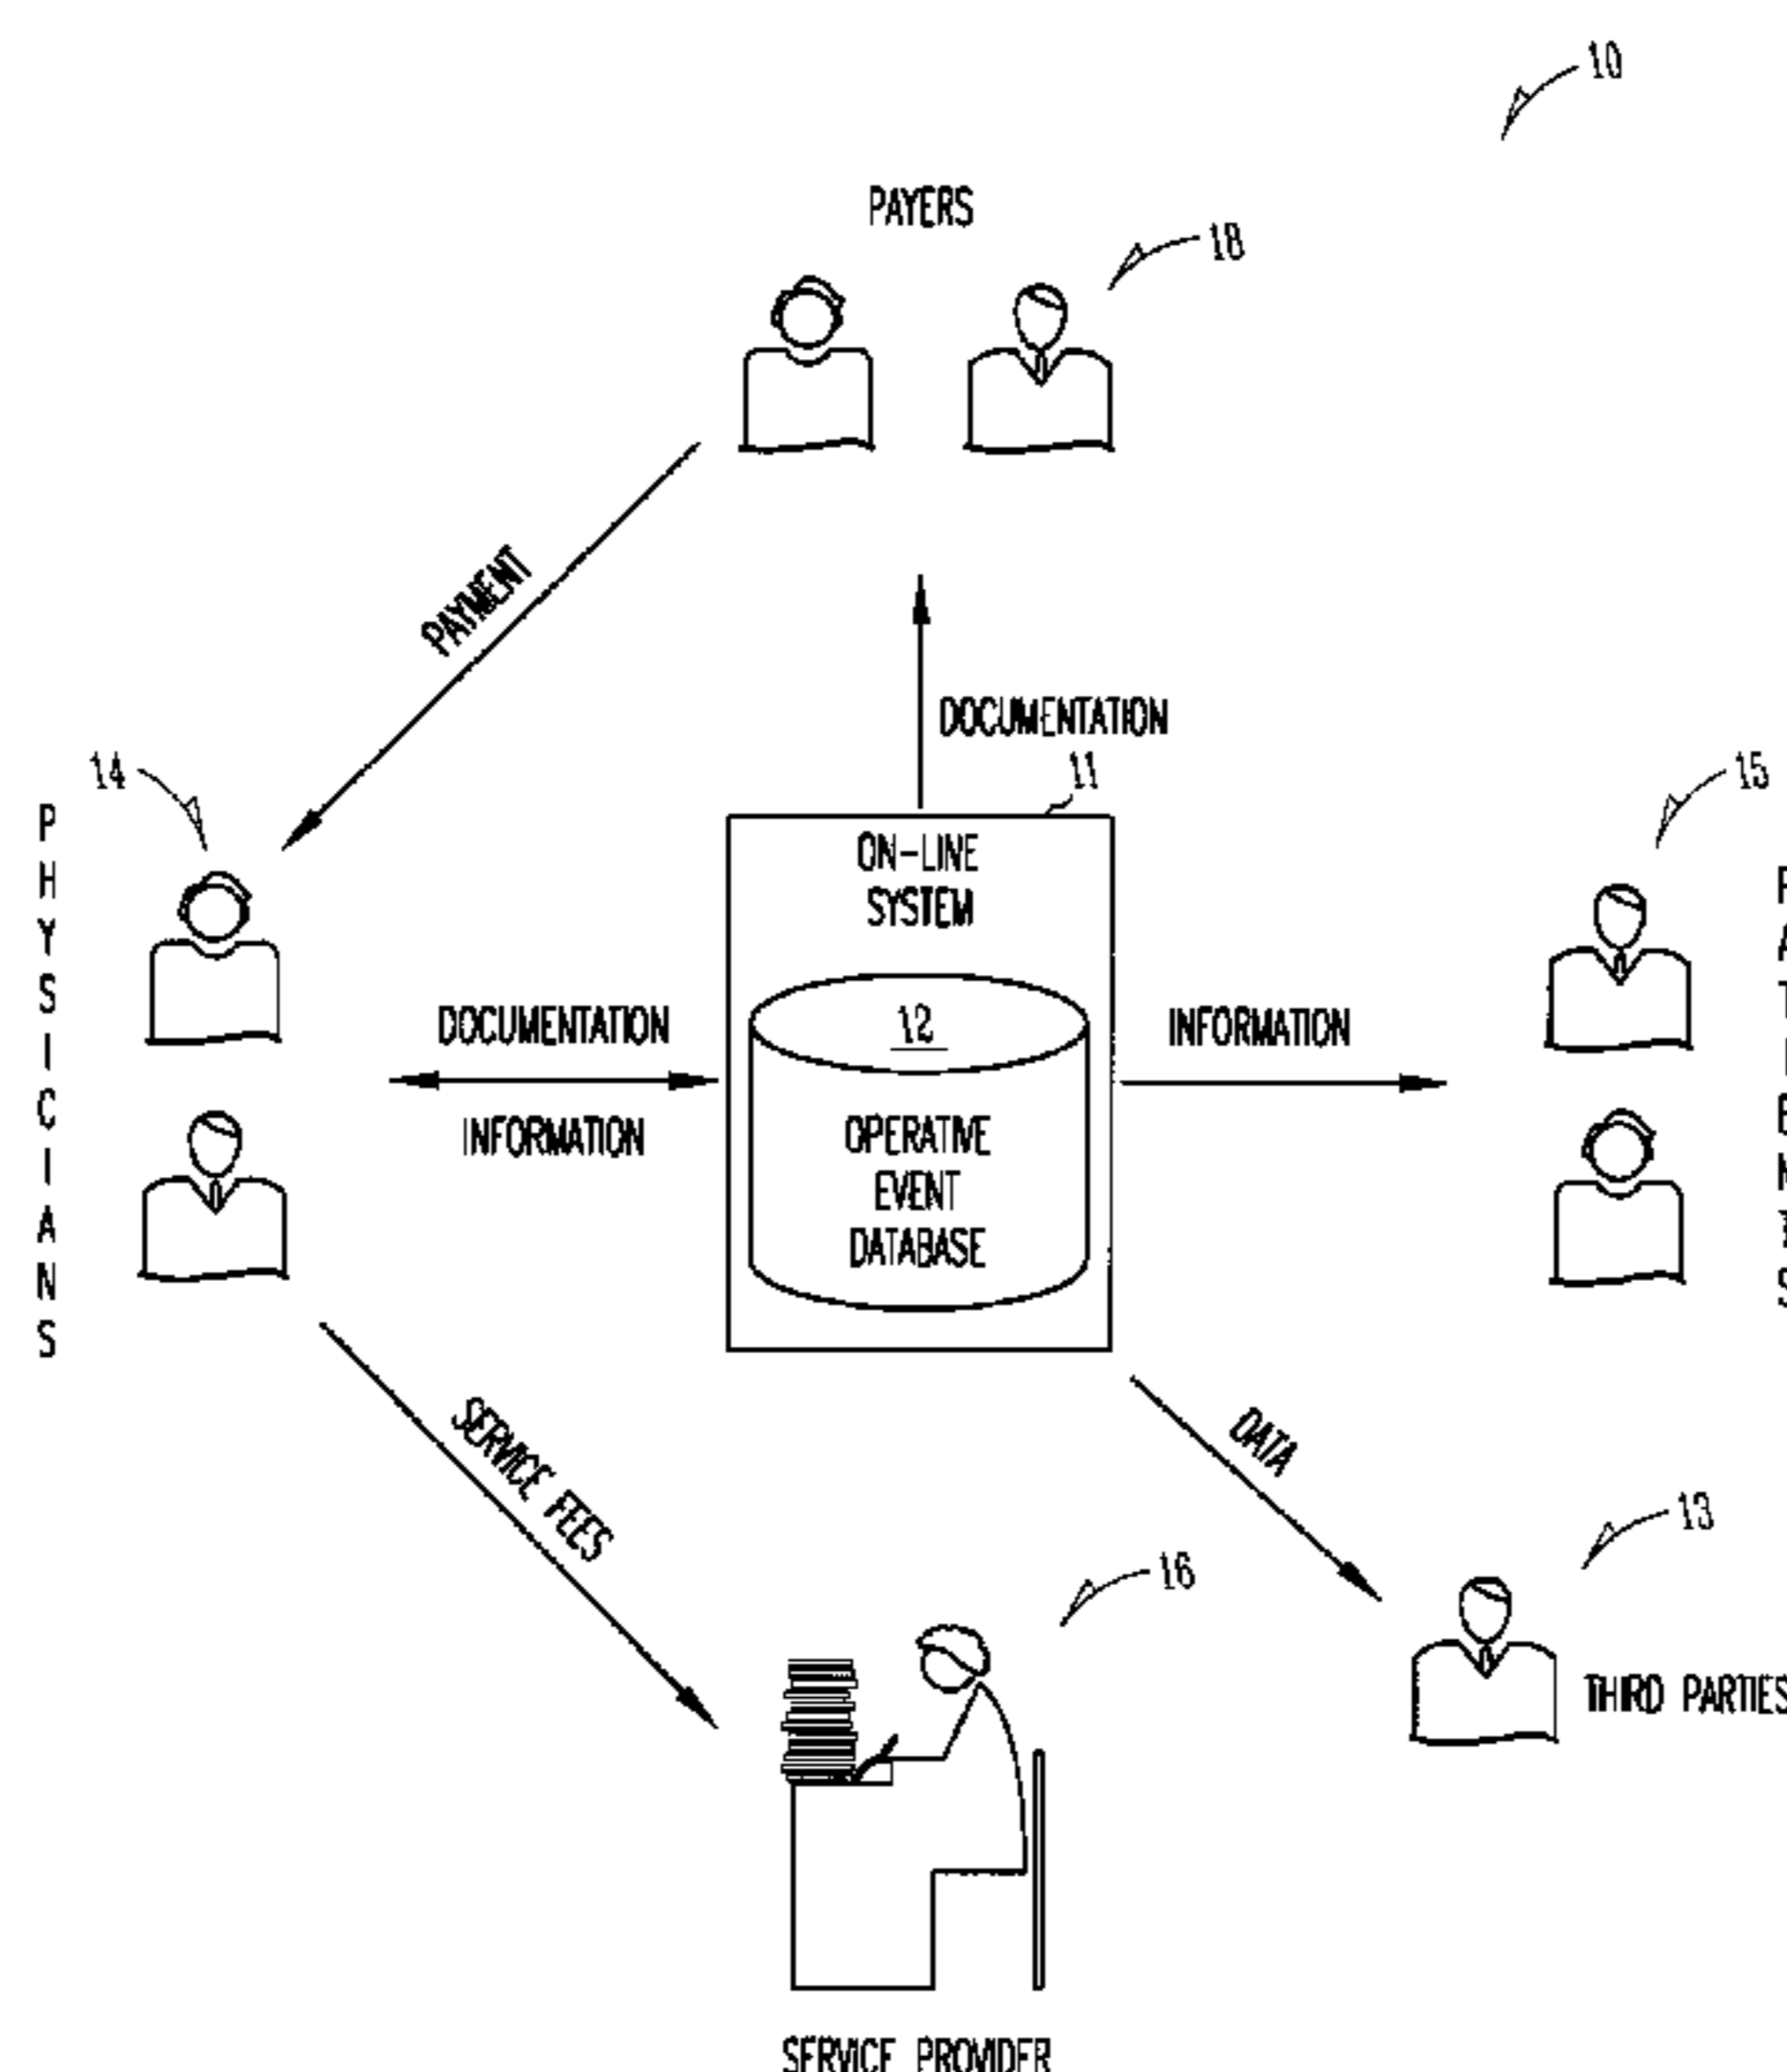 10
PAYERS
18
PAYMENT
DOCUMENTATION
11
14
15
PHYSICIANS
ON-LINE
SYSTEM
12
OPERATIVE
EVENT
DATABASE
DOCUMENTATION
INFORMATION
INFORMATION
PATIENTS
SERVICE FEES
DATA
13
16
THIRD PARTIES
SERVICE PROVIDER